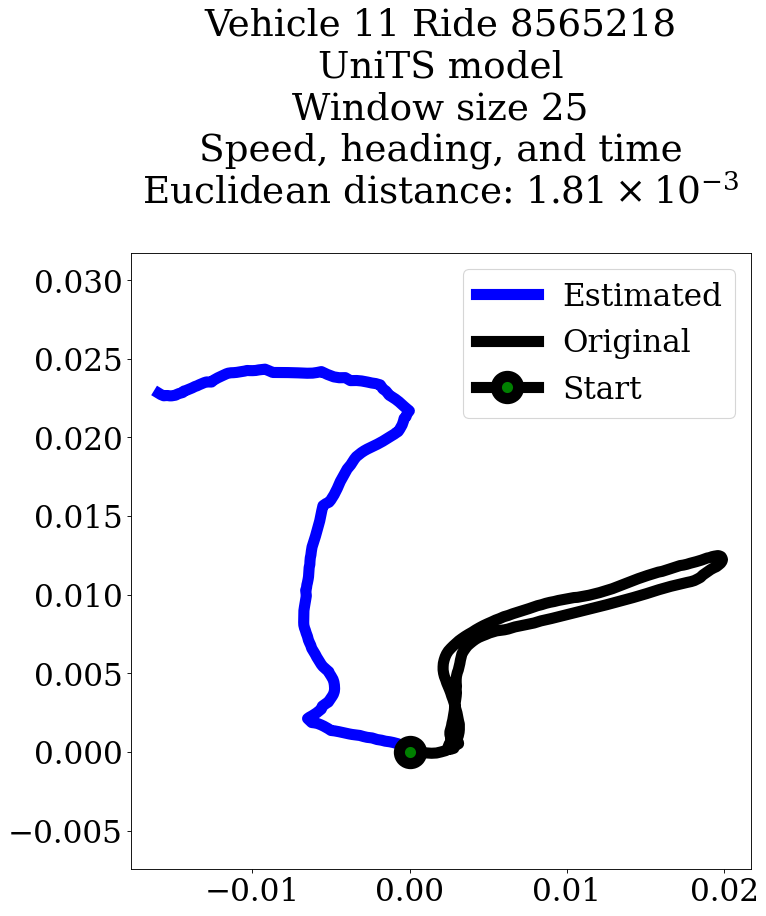 Vehicle 11 Ride 8565218
UniTS model
Window size 25
Speed, heading, and time
Euclidean distance: 1.81 × 10⁻³
0.030
0.025
0.020
0.015
0.010
0.005
0.000
−0.005
−0.01 0.00 0.01 0.02
Estimated
Original
Start